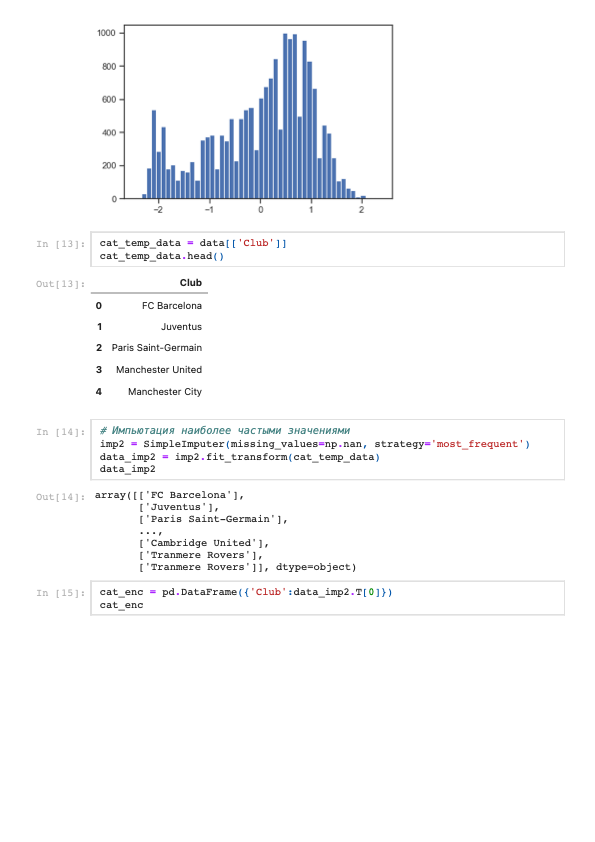 1000
800
600
400
200
0
−2 −1 0 1 2
In [13]: cat_temp_data = data[['Club']]
cat_temp_data.head()
Out[13]: Club
0 FC Barcelona
1 Juventus
2 Paris Saint-Germain
3 Manchester United
4 Manchester City
In [14]: # Импьютация наиболее частыми значениями
imp2 = SimpleImputer(missing_values=np.nan, strategy='most_frequent')
data_imp2 = imp2.fit_transform(cat_temp_data)
data_imp2
Out[14]: array([['FC Barcelona'],
['Juventus'],
['Paris Saint-Germain'],
...,
['Cambridge United'],
['Tranmere Rovers'],
['Tranmere Rovers']], dtype=object)
In [15]: cat_enc = pd.DataFrame({'Club':data_imp2.T[0]})
cat_enc